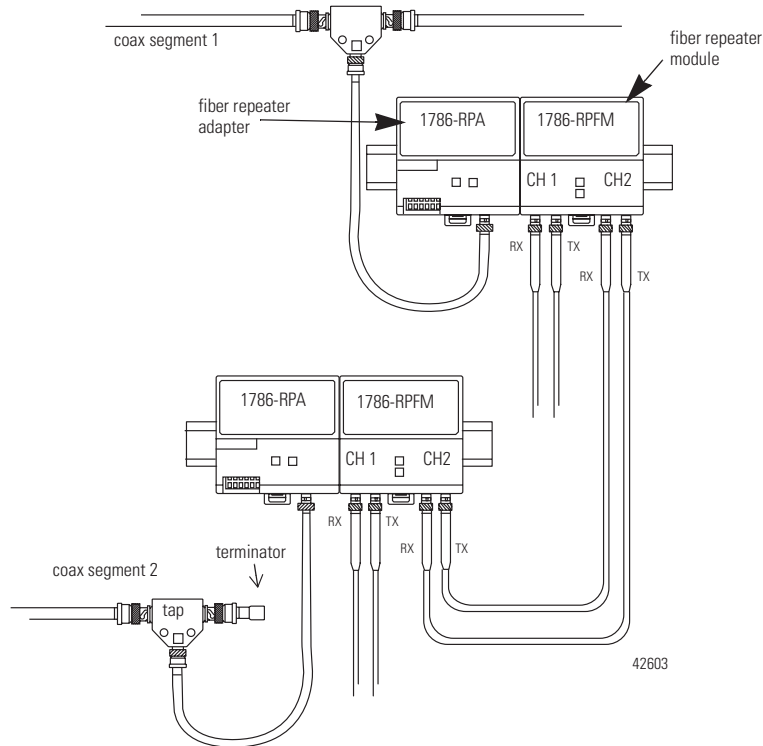 coax segment 1
fiber repeater
module
fiber repeater
adapter
1786-RPA
1786-RPFM
CH 1
CH2
RX
TX
RX
TX
1786-RPA
1786-RPFM
CH 1
CH2
RX
TX
RX
TX
terminator
coax segment 2
tap
42603